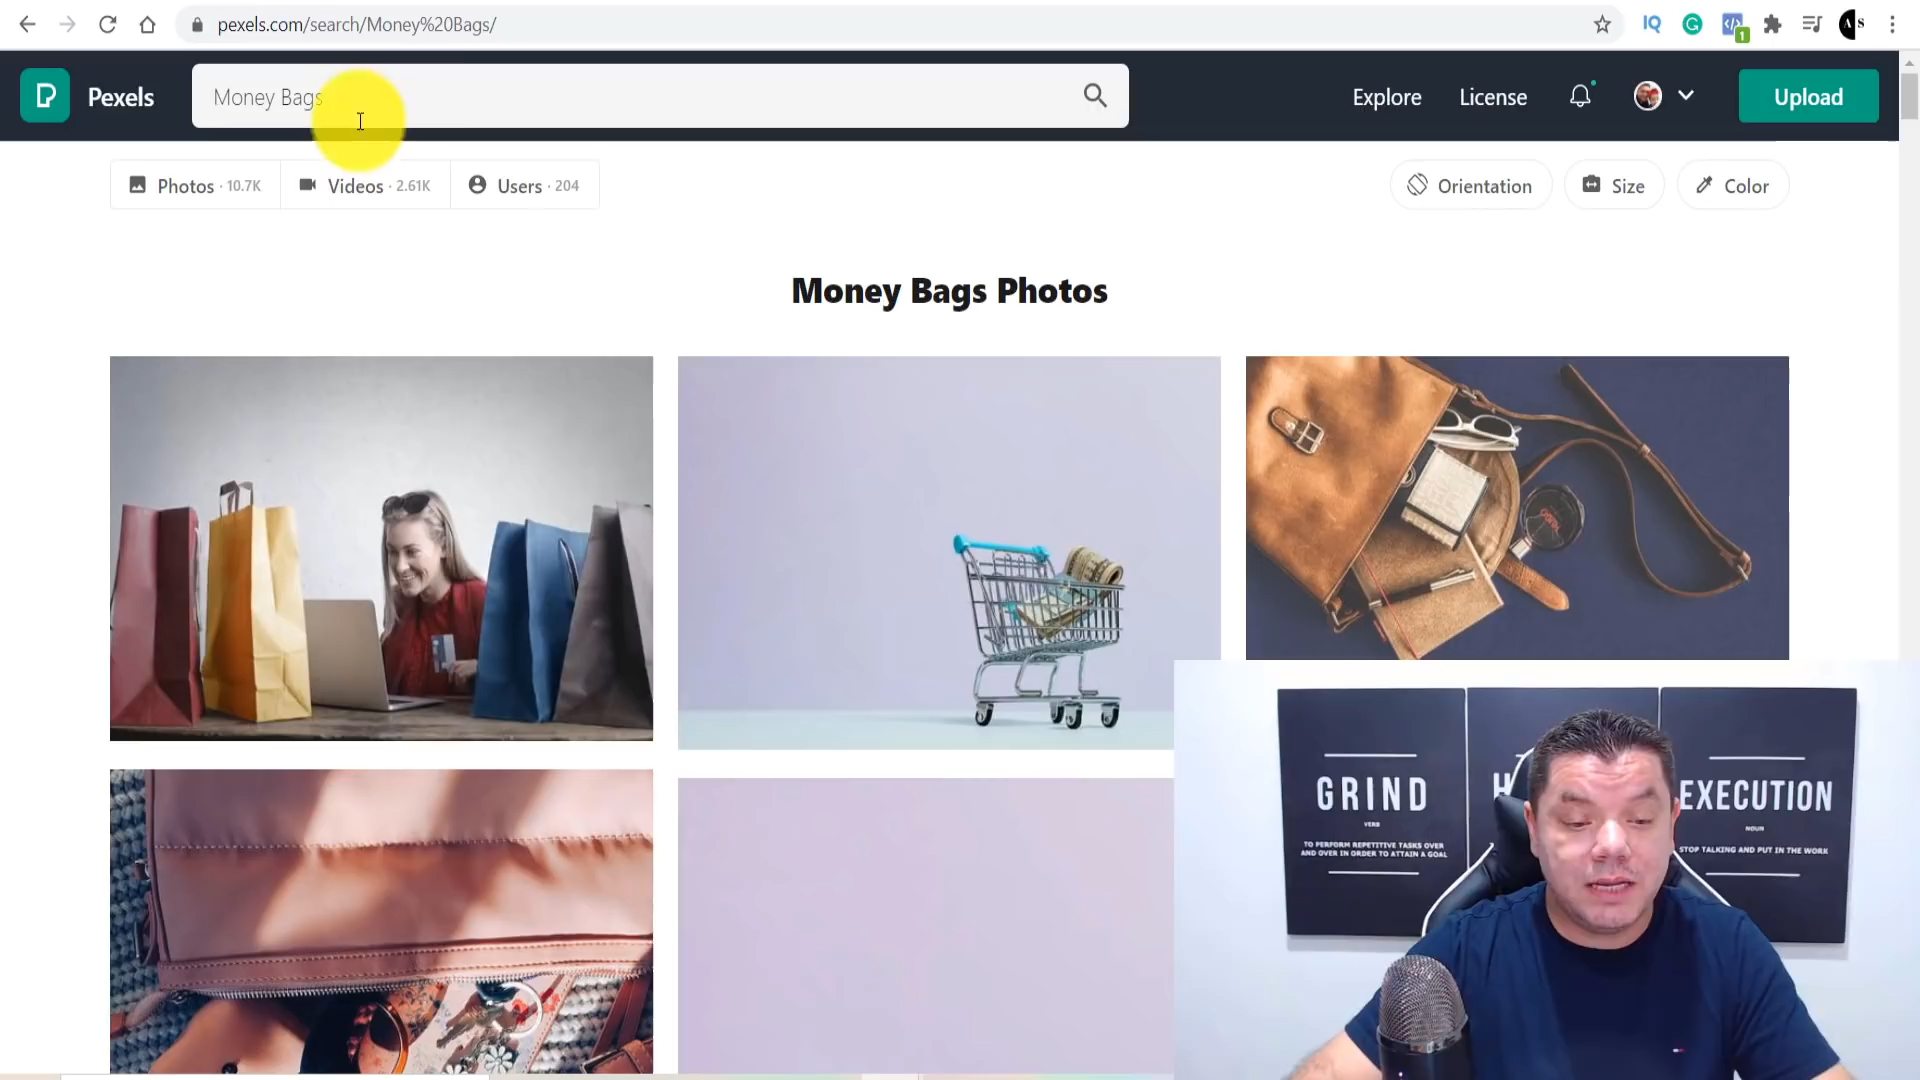 pexels.com/search/Money%20Bags/
IQ
G
1
A S
Pexels
Money Bags
Explore
License
Upload
Photos · 10.7K
Videos · 2.61K
Users · 204
Orientation
Size
Color
Money Bags Photos
GRIND
VERB
TO PERFORM REPETITIVE TASKS OVER
AND OVER IN ORDER TO ATTAIN A GOAL
H
EXECUTION
NOUN
STOP TALKING AND PUT IN THE WORK